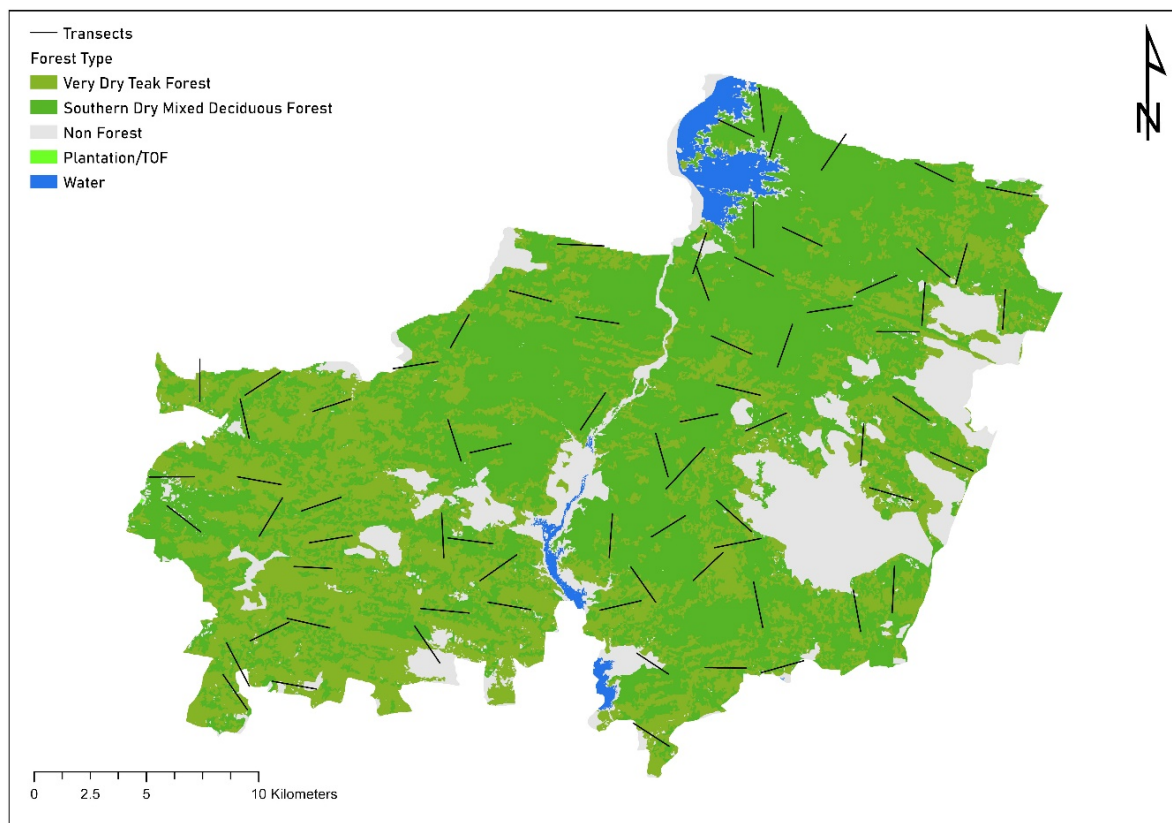 Transects
Forest Type
Very Dry Teak Forest
Southern Dry Mixed Deciduous Forest
Non Forest
Plantation/TOF
Water
N
0 2.5 5 10 Kilometers